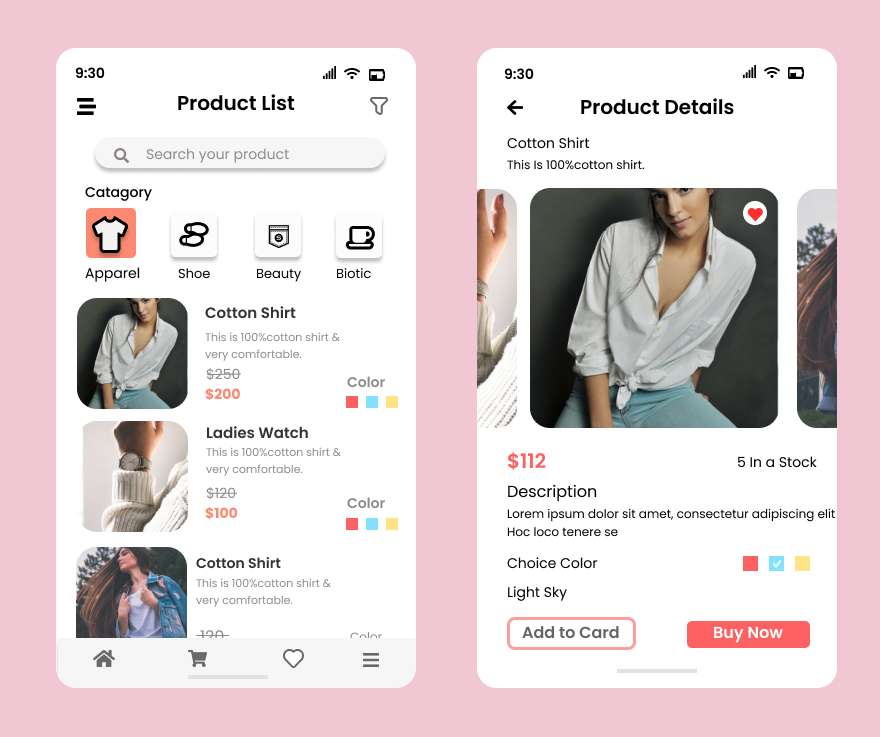 9:30
Product List
Search your product
Catagory
Apparel
Shoe
Beauty
Biotic
Cotton Shirt
This is 100%cotton shirt &
very comfortable.
$250
$200
Color
Ladies Watch
This is 100%cotton shirt &
very comfortable.
$120
$100
Color
Cotton Shirt
This is 100%cotton shirt &
very comfortable.
120
Color
9:30
Product Details
Cotton Shirt
This Is 100%cotton shirt.
$112
5 In a Stock
Description
Lorem ipsum dolor sit amet, consectetur adipiscing elit
Hoc loco tenere se
Choice Color
Light Sky
Add to Card
Buy Now